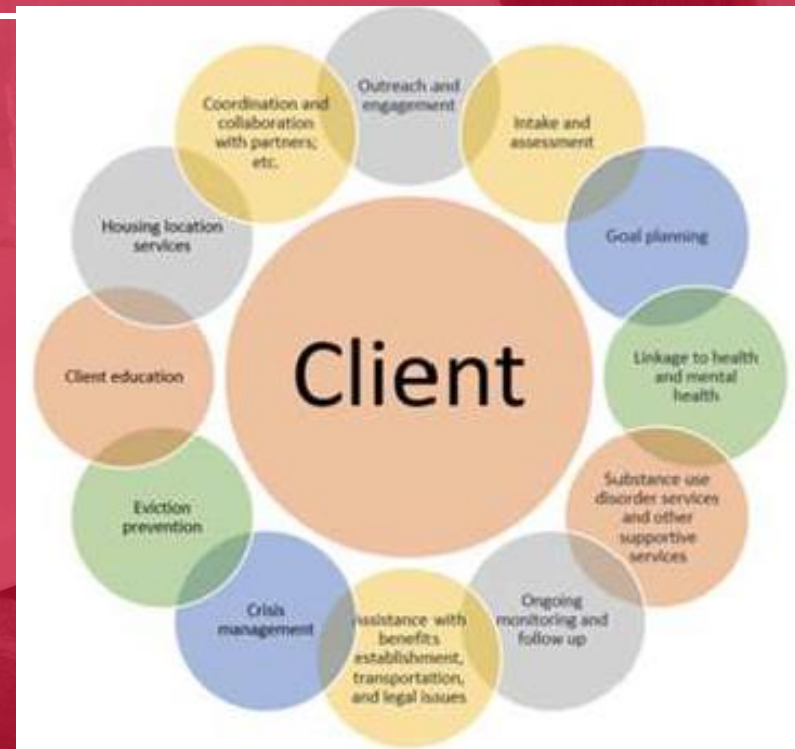 Outreach and
engagement
Intake and
assessment
Goal planning
Linkage to health
and mental
health
Substance use
disorder services
and other
supportive
services
Ongoing
monitoring and
follow up
Assistance with
benefits
establishment,
transportation,
and legal issues
Crisis
management
Eviction
prevention
Client education
Housing location
services
Coordination and
collaboration
with partners;
etc.
Client